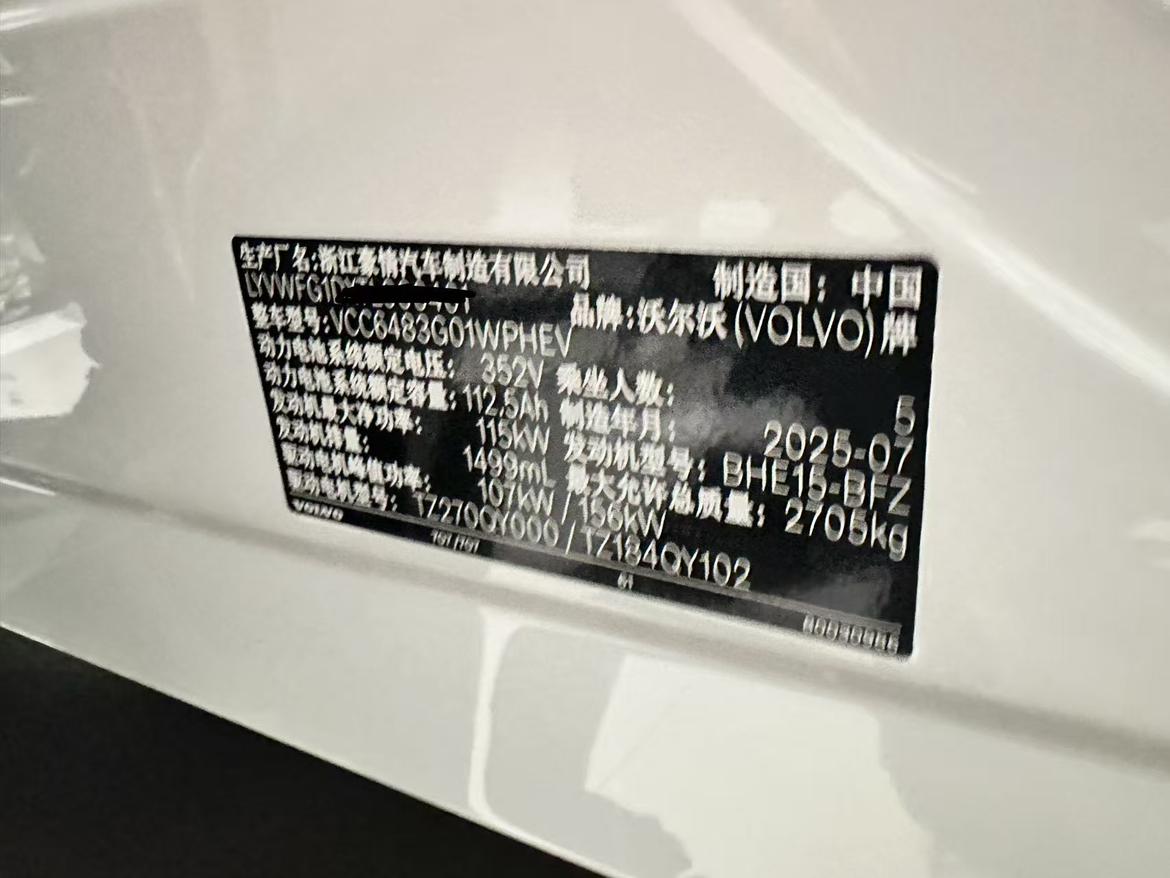 生产厂名:浙江豪情汽车制造有限公司 制造国：中国
LYVWFG1D
品牌:沃尔沃(VOLVO)牌
整车型号:VCC6483G01WPHEV
动力电池系统额定电压： 352V 乘坐人数： 5
动力电池系统额定容量：112.5Ah 制造年月： 2025-07
发动机最大净功率： 115kW 发动机型号：BHE15-BFZ
发动机排量： 1499mL 最大允许总质量：2705kg
驱动电机峰值功率： 107kW / 156kW
驱动电机型号： TZ270QY000 / TZ184QY102
VOLVO